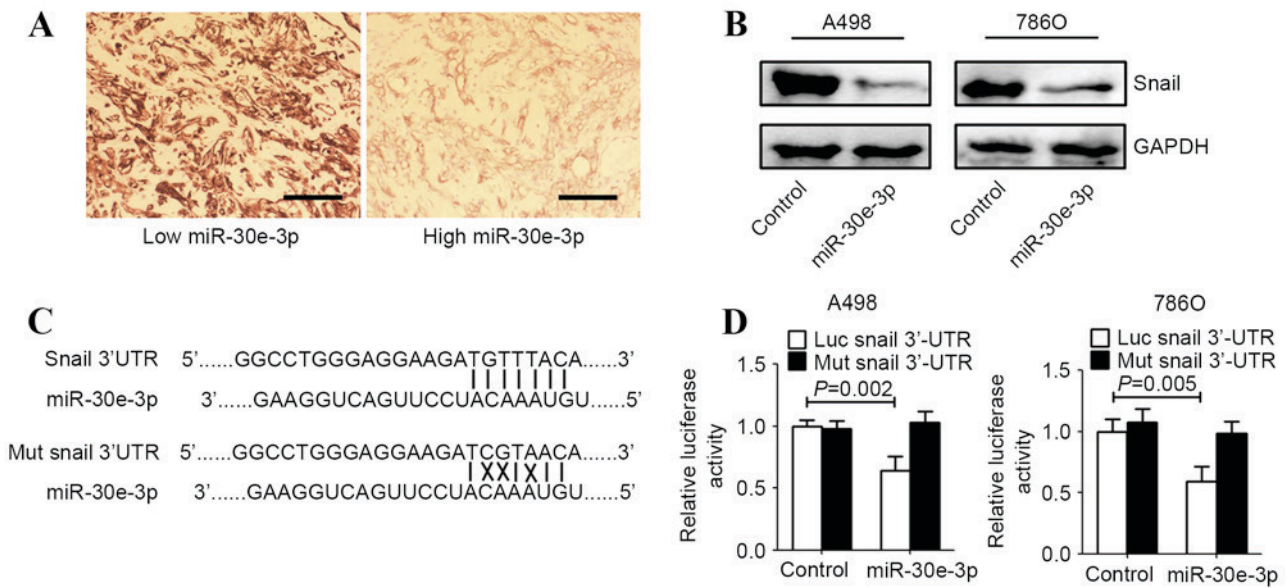 A
Low miR-30e-3p
High miR-30e-3p
B
A498
786O
Snail
GAPDH
Control
miR-30e-3p
Control
miR-30e-3p
C
Snail 3’UTR 5’......GGCCTGGGAGGAAGATGTTTACA......3’
miR-30e-3p 3’......GAAGGUCAGUUCCUACAAAUGU......5’
Mut snail 3’UTR 5’......GGCCTGGGAGGAAGATCGTAACA......3’
miR-30e-3p 3’......GAAGGUCAGUUCCUACAAAUGU......5’
D
A498
Luc snail 3’-UTR
Mut snail 3’-UTR
P=0.002
Relative luciferase
activity
1.5
1.0
0.5
0.0
Control
miR-30e-3p
786O
Luc snail 3’-UTR
Mut snail 3’-UTR
P=0.005
Relative luciferase
activity
1.5
1.0
0.5
0.0
Control
miR-30e-3p